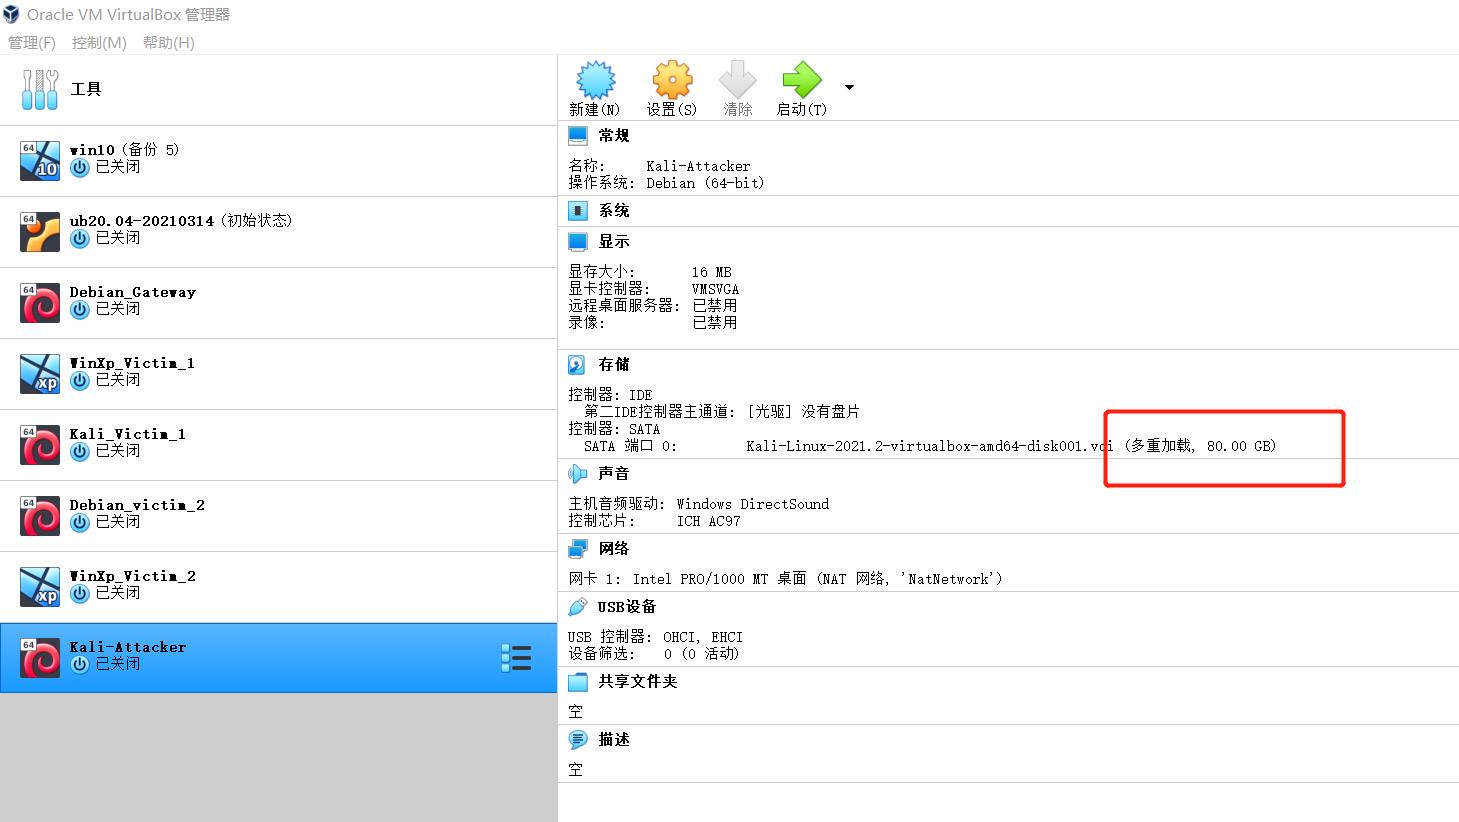 Oracle VM VirtualBox 管理器
管理(F) 控制(M) 帮助(H)
工具
64 10 win10 (备份 5)
已关闭
64 ub20.04-20210314 (初始状态)
已关闭
64 Debian_Gateway
已关闭
64 xp WinXp_Victim_1
已关闭
64 Kali_Victim_1
已关闭
64 Debian_victim_2
已关闭
64 xp WinXp_Victim_2
已关闭
64 Kali-Attacker
已关闭
新建(N) 设置(S) 清除 启动(T)
常规
名称: Kali-Attacker
操作系统: Debian (64-bit)
系统
显示
显存大小: 16 MB
显卡控制器: VMSVGA
远程桌面服务器: 已禁用
录像: 已禁用
存储
控制器: IDE
第二IDE控制器主通道: [光驱] 没有盘片
控制器: SATA
SATA 端口 0: Kali-Linux-2021.2-virtualbox-amd64-disk001.vdi (多重加载, 80.00 GB)
声音
主机音频驱动: Windows DirectSound
控制芯片: ICH AC97
网络
网卡 1: Intel PRO/1000 MT 桌面 (NAT 网络, 'NatNetwork')
USB设备
USB 控制器: OHCI, EHCI
设备筛选: 0 (0 活动)
共享文件夹
空
描述
空